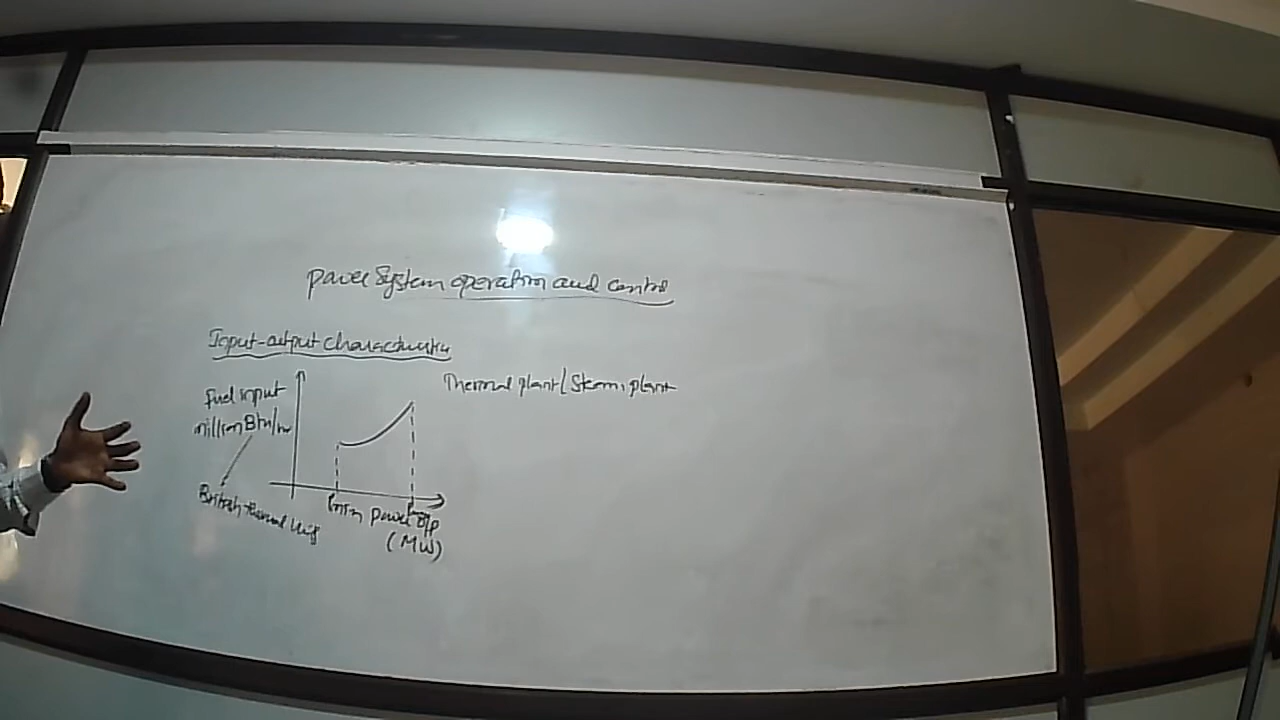 Power System operation and control
Input-output characteristics
Thermal plant/Steam plant
Fuel input
million Btu/hr
British thermal Unit
min Power O/p
(MW)